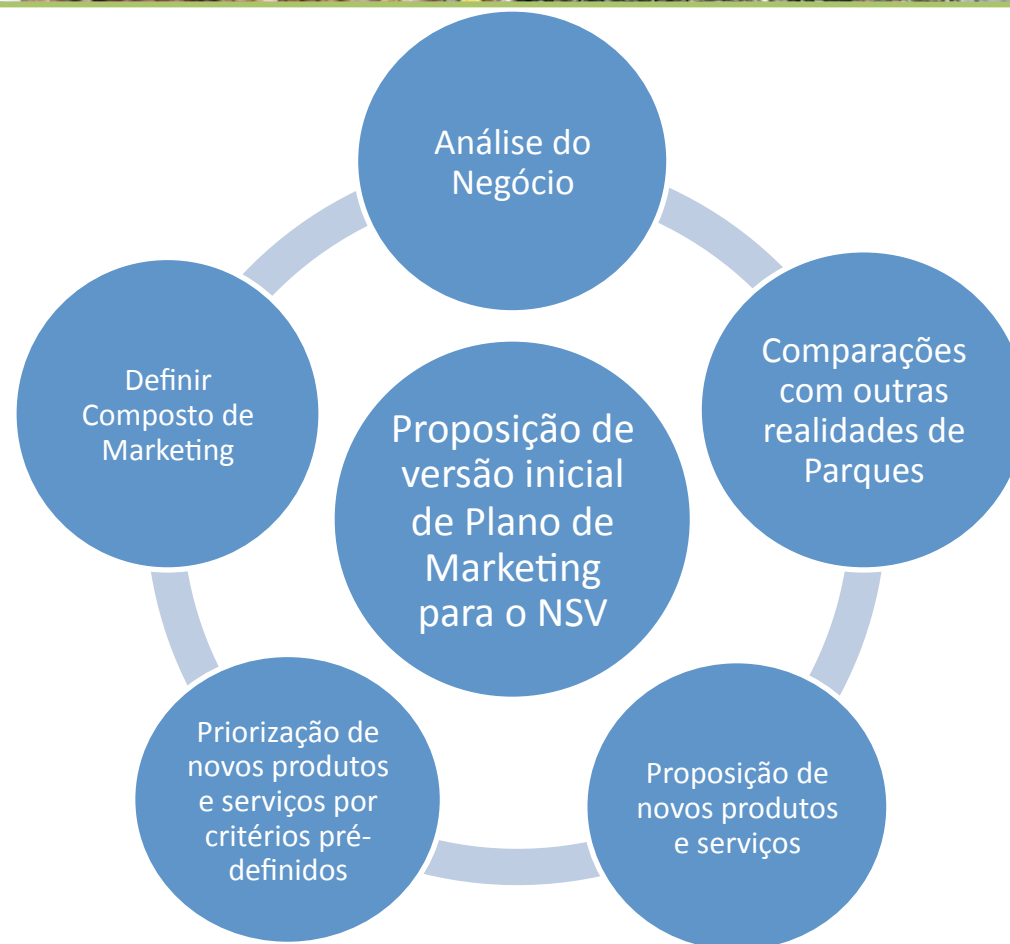 Análise do
Negócio
Comparações
com outras
realidades de
Parques
Proposição de
novos produtos
e serviços
Priorização de
novos produtos
e serviços por
critérios pré-
definidos
Definir
Composto de
Marketing
Proposição de
versão inicial
de Plano de
Marketing
para o NSV